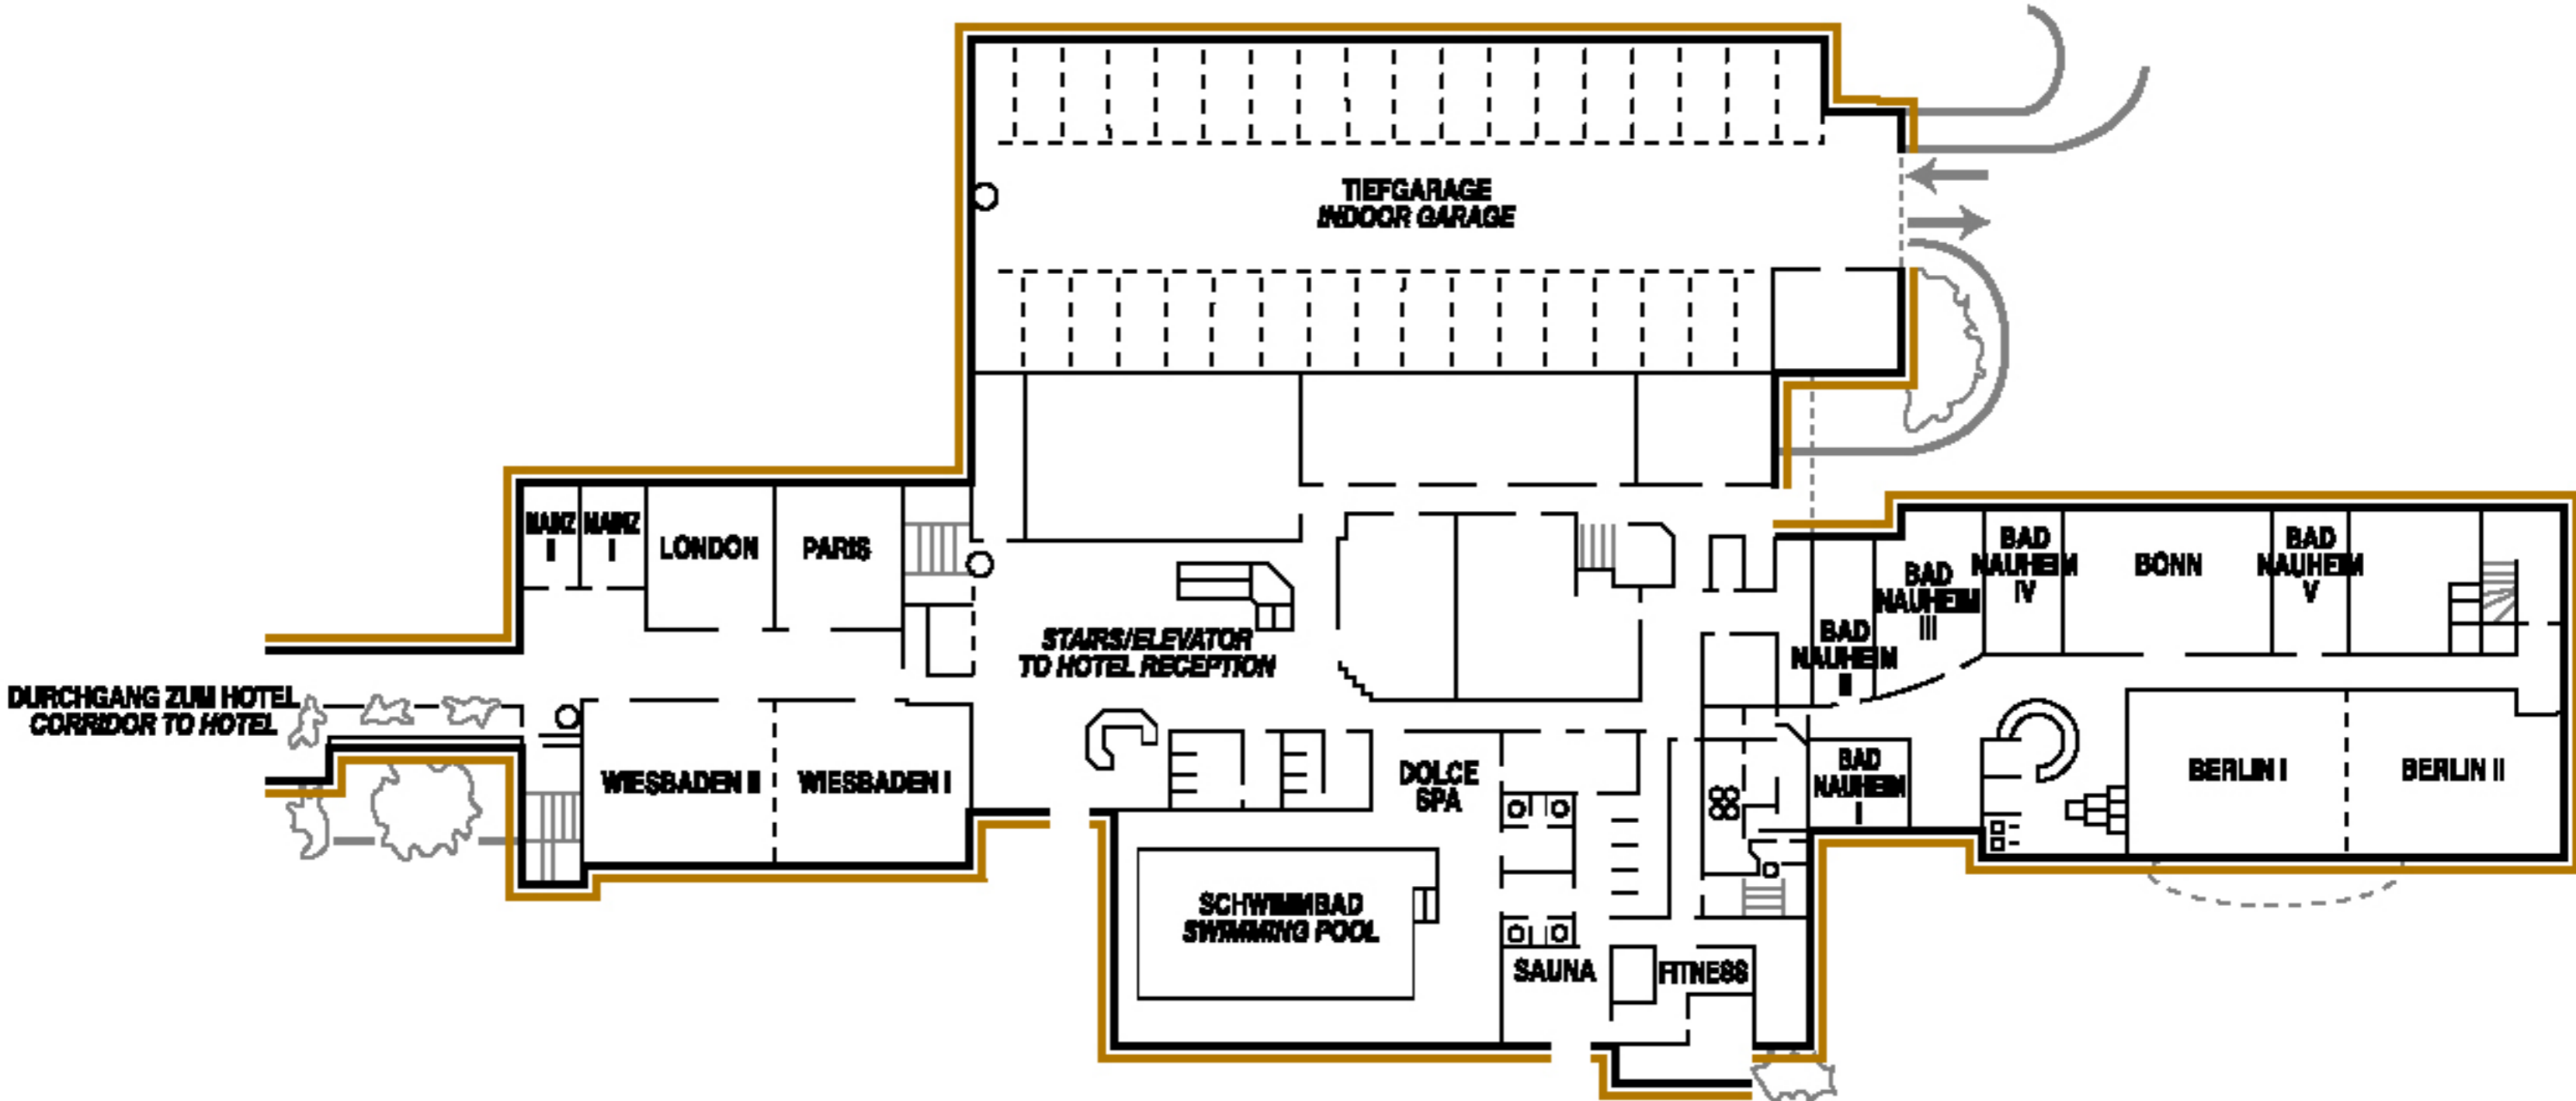 TIEFGARAGE
INDOOR GARAGE
MAINZ
II
MAINZ
I
LONDON
PARIS
STAIRS/ELEVATOR
TO HOTEL RECEPTION
BAD
NAUHEIM
II
BAD
NAUHEIM
III
BAD
NAUHEIM
IV
BONN
BAD
NAUHEIM
V
DURCHGANG ZUM HOTEL
CORRIDOR TO HOTEL
WIESBADEN II
WIESBADEN I
DOLCE
SPA
BAD
NAUHEIM
I
BERLIN I
BERLIN II
SCHWIMMBAD
SWIMMING POOL
SAUNA
FITNESS